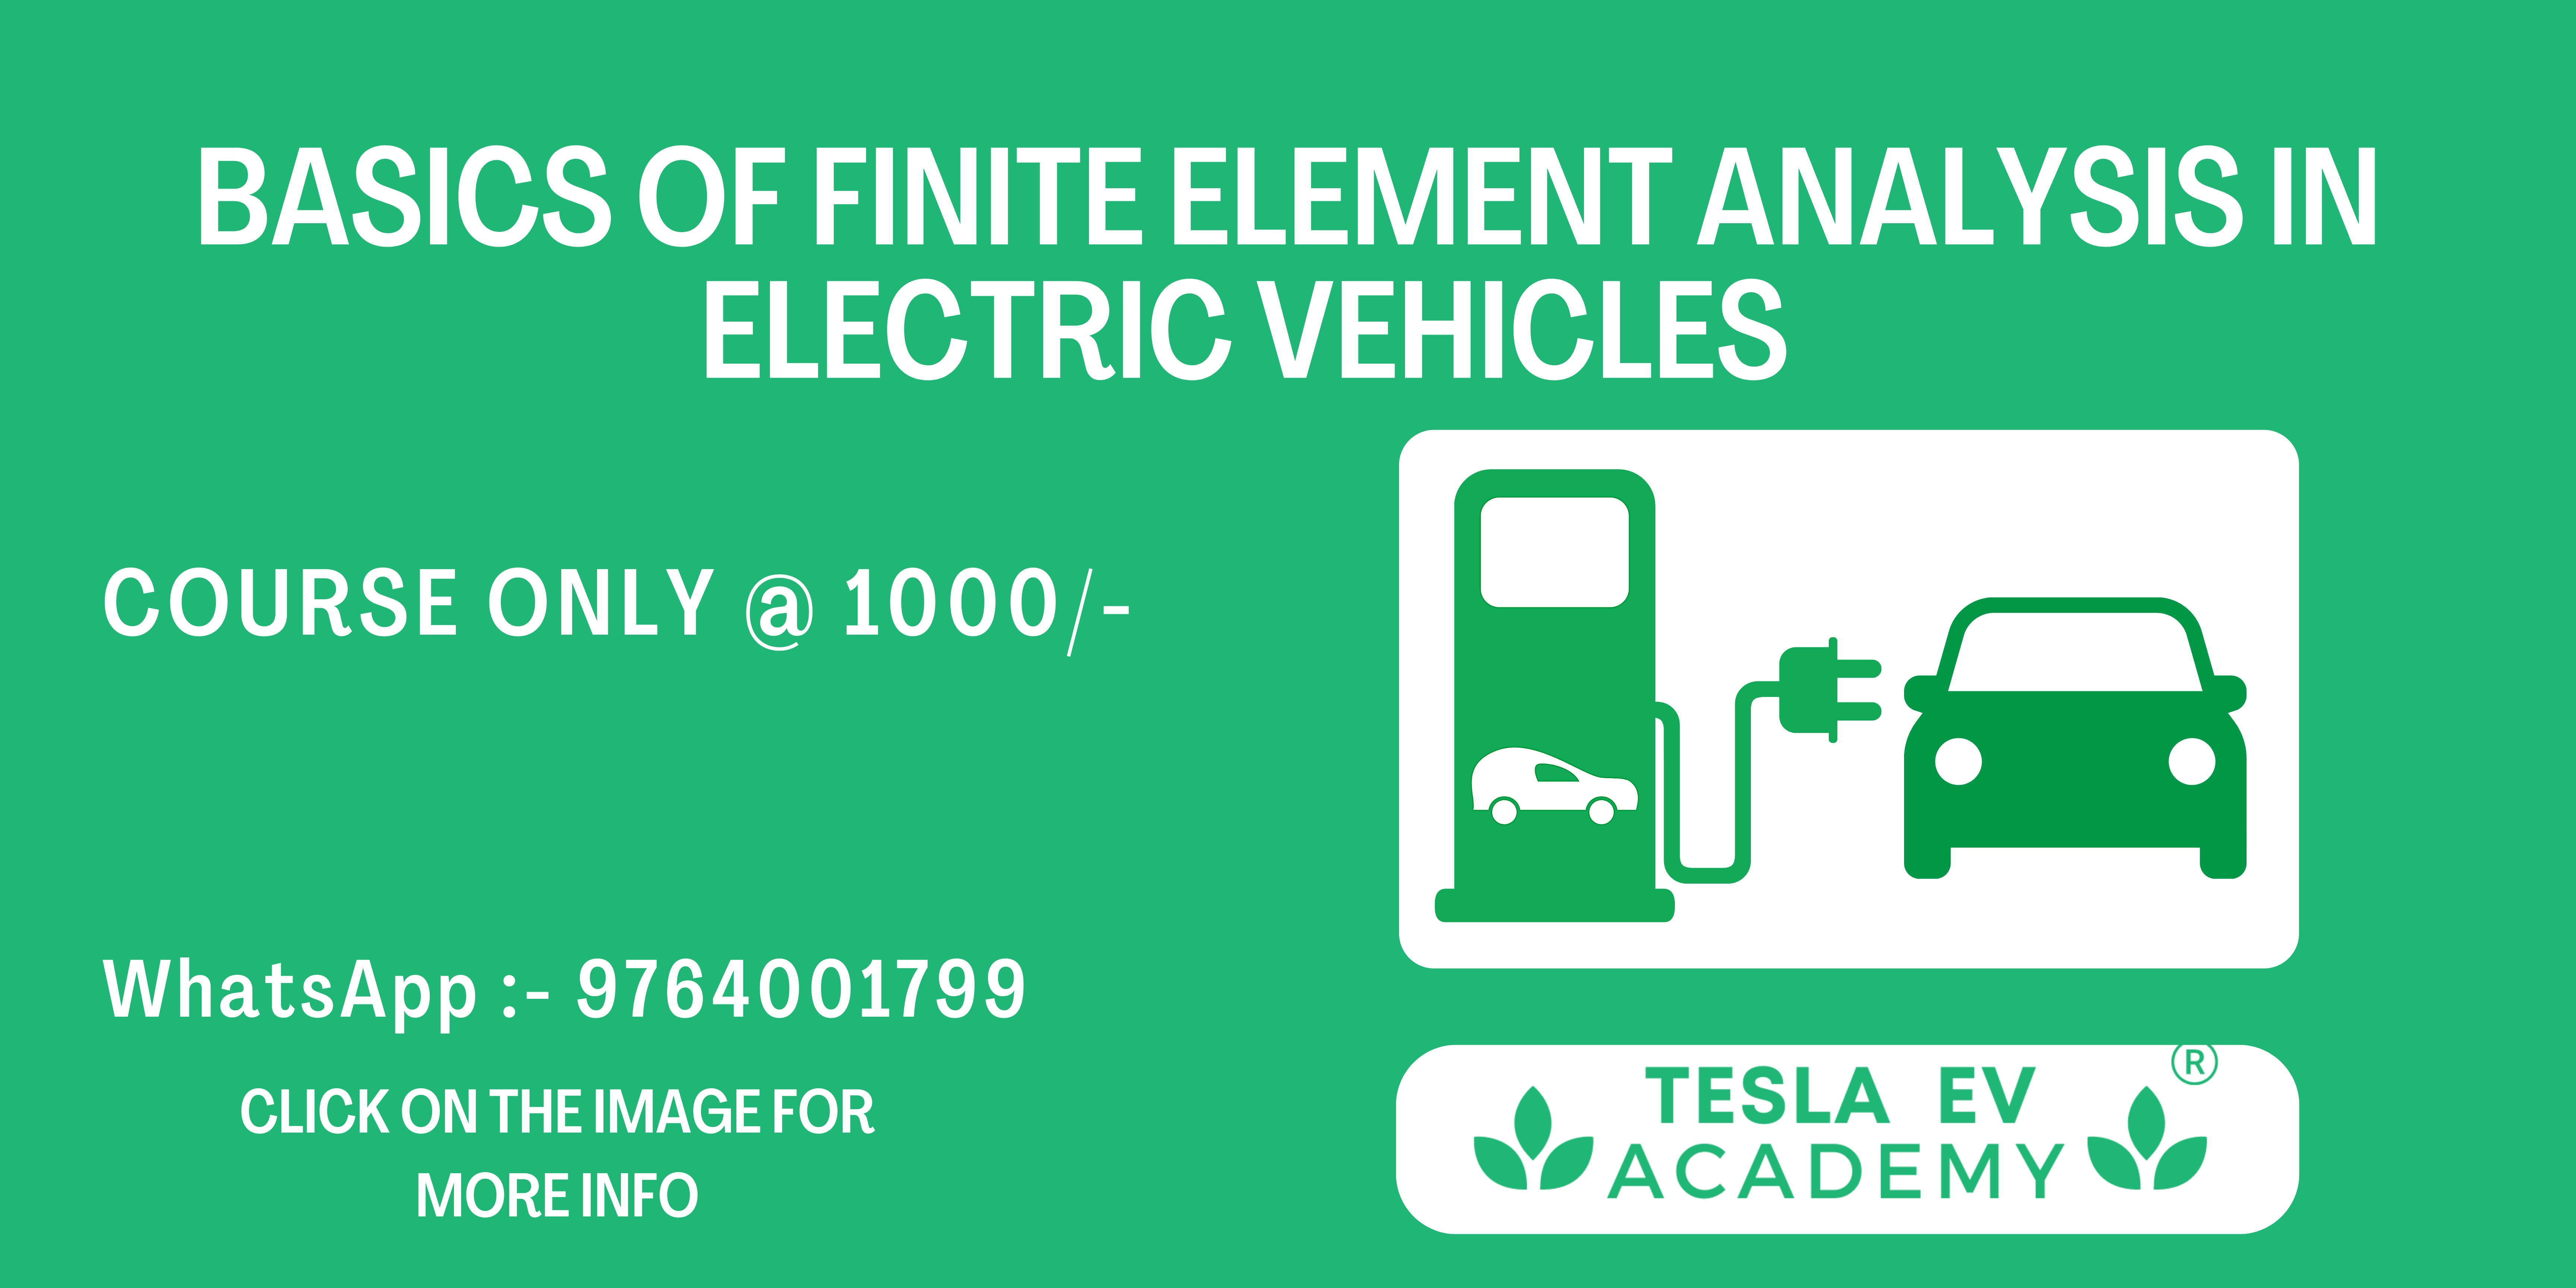 BASICS OF FINITE ELEMENT ANALYSIS IN
ELECTRIC VEHICLES
COURSE ONLY @ 1000/-
WhatsApp :- 9764001799
CLICK ON THE IMAGE FOR
MORE INFO
TESLA EV ®
ACADEMY